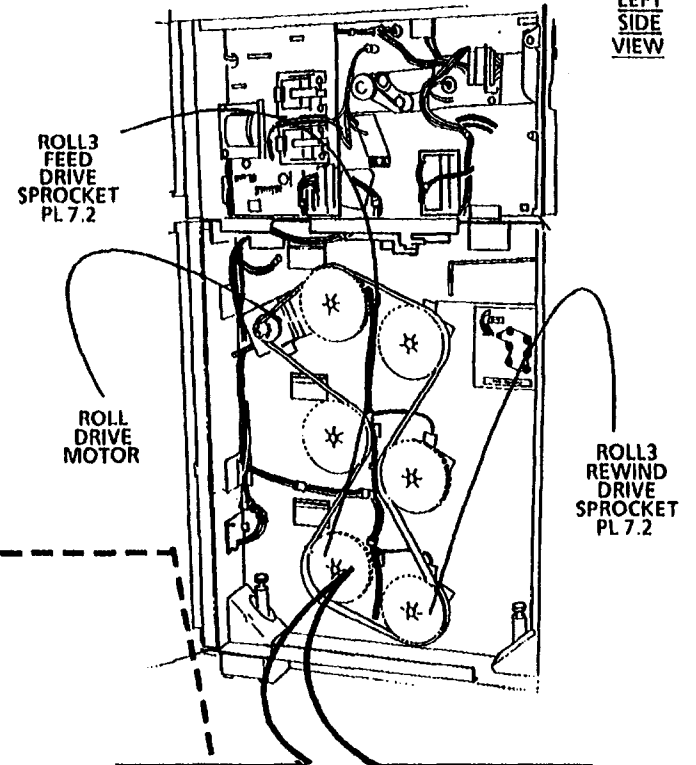 LEFT
SIDE
VIEW
ROLL3
FEED
DRIVE
SPROCKET
PL 7.2
ROLL
DRIVE
MOTOR
ROLL3
REWIND
DRIVE
SPROCKET
PL 7.2